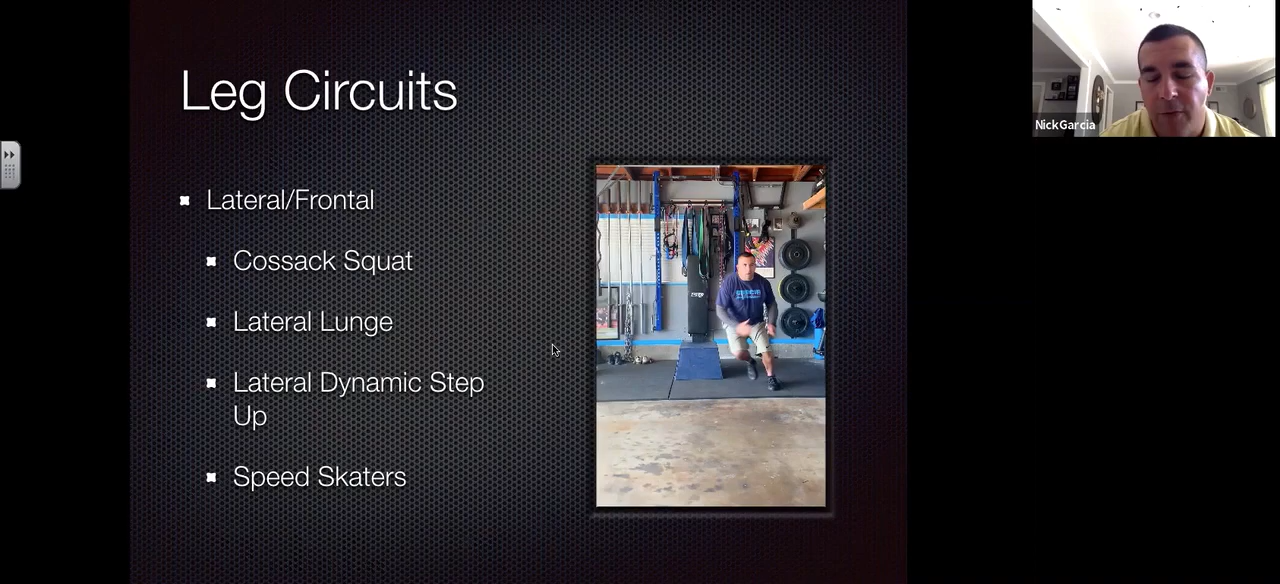 Leg Circuits
Lateral/Frontal
Cossack Squat
Lateral Lunge
Lateral Dynamic Step
Up
Speed Skaters
NickGarcia